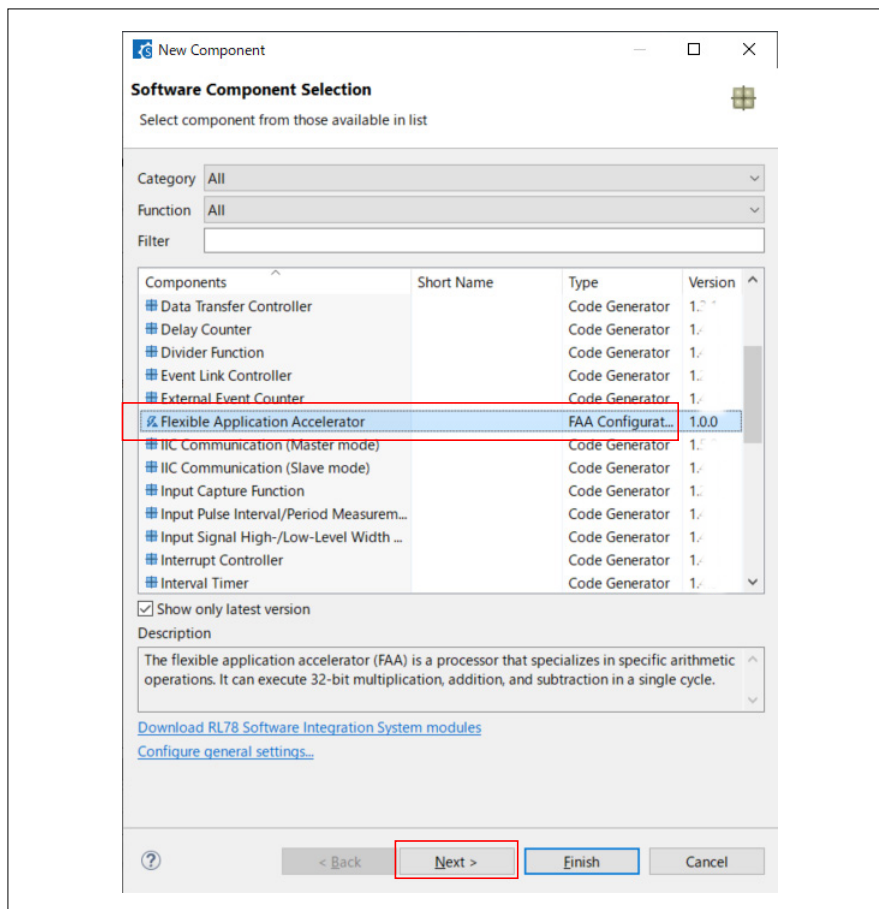 New Component
Software Component Selection
Select component from those available in list
Category All
Function All
Filter
Components Short Name Type Version
Data Transfer Controller Code Generator
Delay Counter Code Generator
Divider Function Code Generator
Event Link Controller Code Generator
External Event Counter Code Generator
Flexible Application Accelerator FAA Configurat... 1.0.0
IIC Communication (Master mode) Code Generator
IIC Communication (Slave mode) Code Generator
Input Capture Function Code Generator
Input Pulse Interval/Period Measurem... Code Generator
Input Signal High-/Low-Level Width ... Code Generator
Interrupt Controller Code Generator
Interval Timer Code Generator
Show only latest version
Description
The flexible application accelerator (FAA) is a processor that specializes in specific arithmetic
operations. It can execute 32-bit multiplication, addition, and subtraction in a single cycle.
Download RL78 Software Integration System modules
Configure general settings...
? < Back Next > Finish Cancel